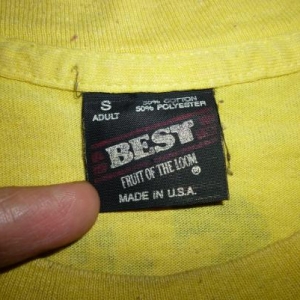 S
ADULT
50% COTTON
50% POLYESTER
BEST
FRUIT OF THE LOOM ®
MADE IN U.S.A.